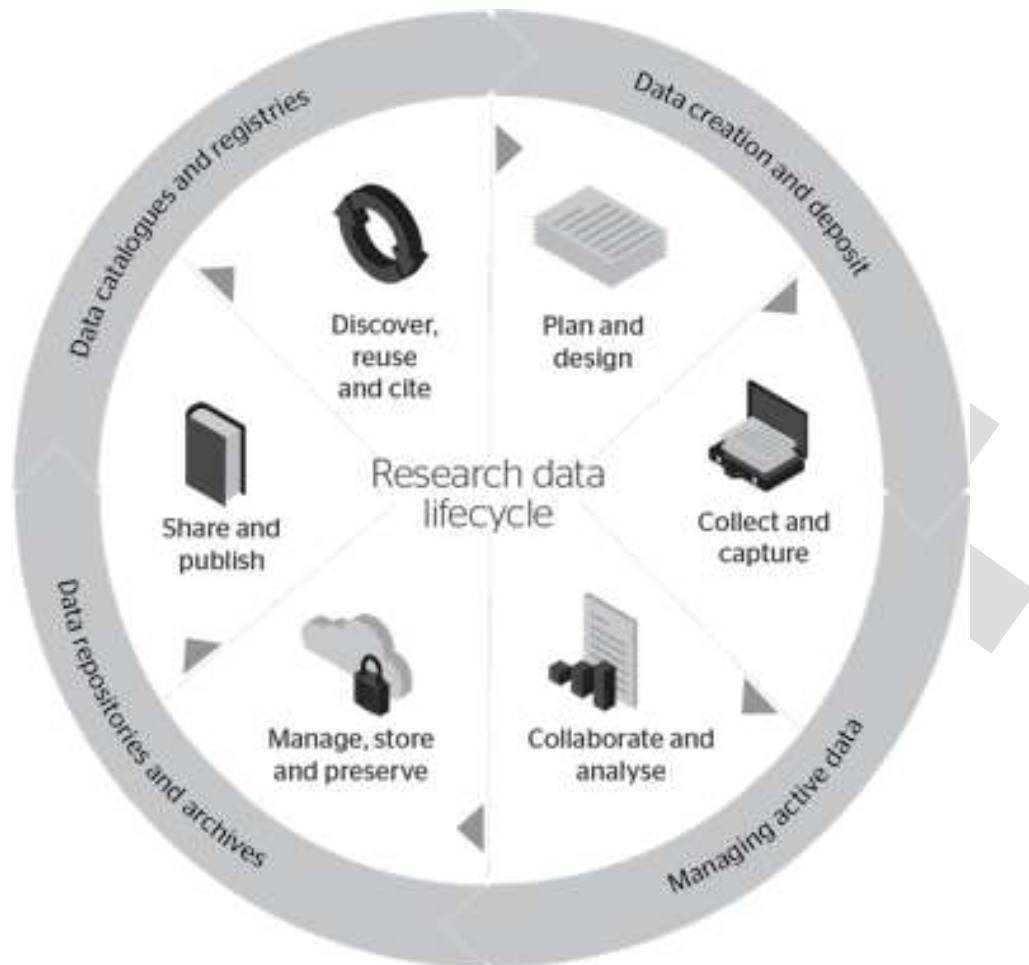 Data creation and deposit
Data catalogues and registries
Discover,
reuse
and cite
Plan and
design
Research data
lifecycle
Share and
publish
Collect and
capture
Manage, store
and preserve
Collaborate and
analyse
Data repositories and archives
Managing active data